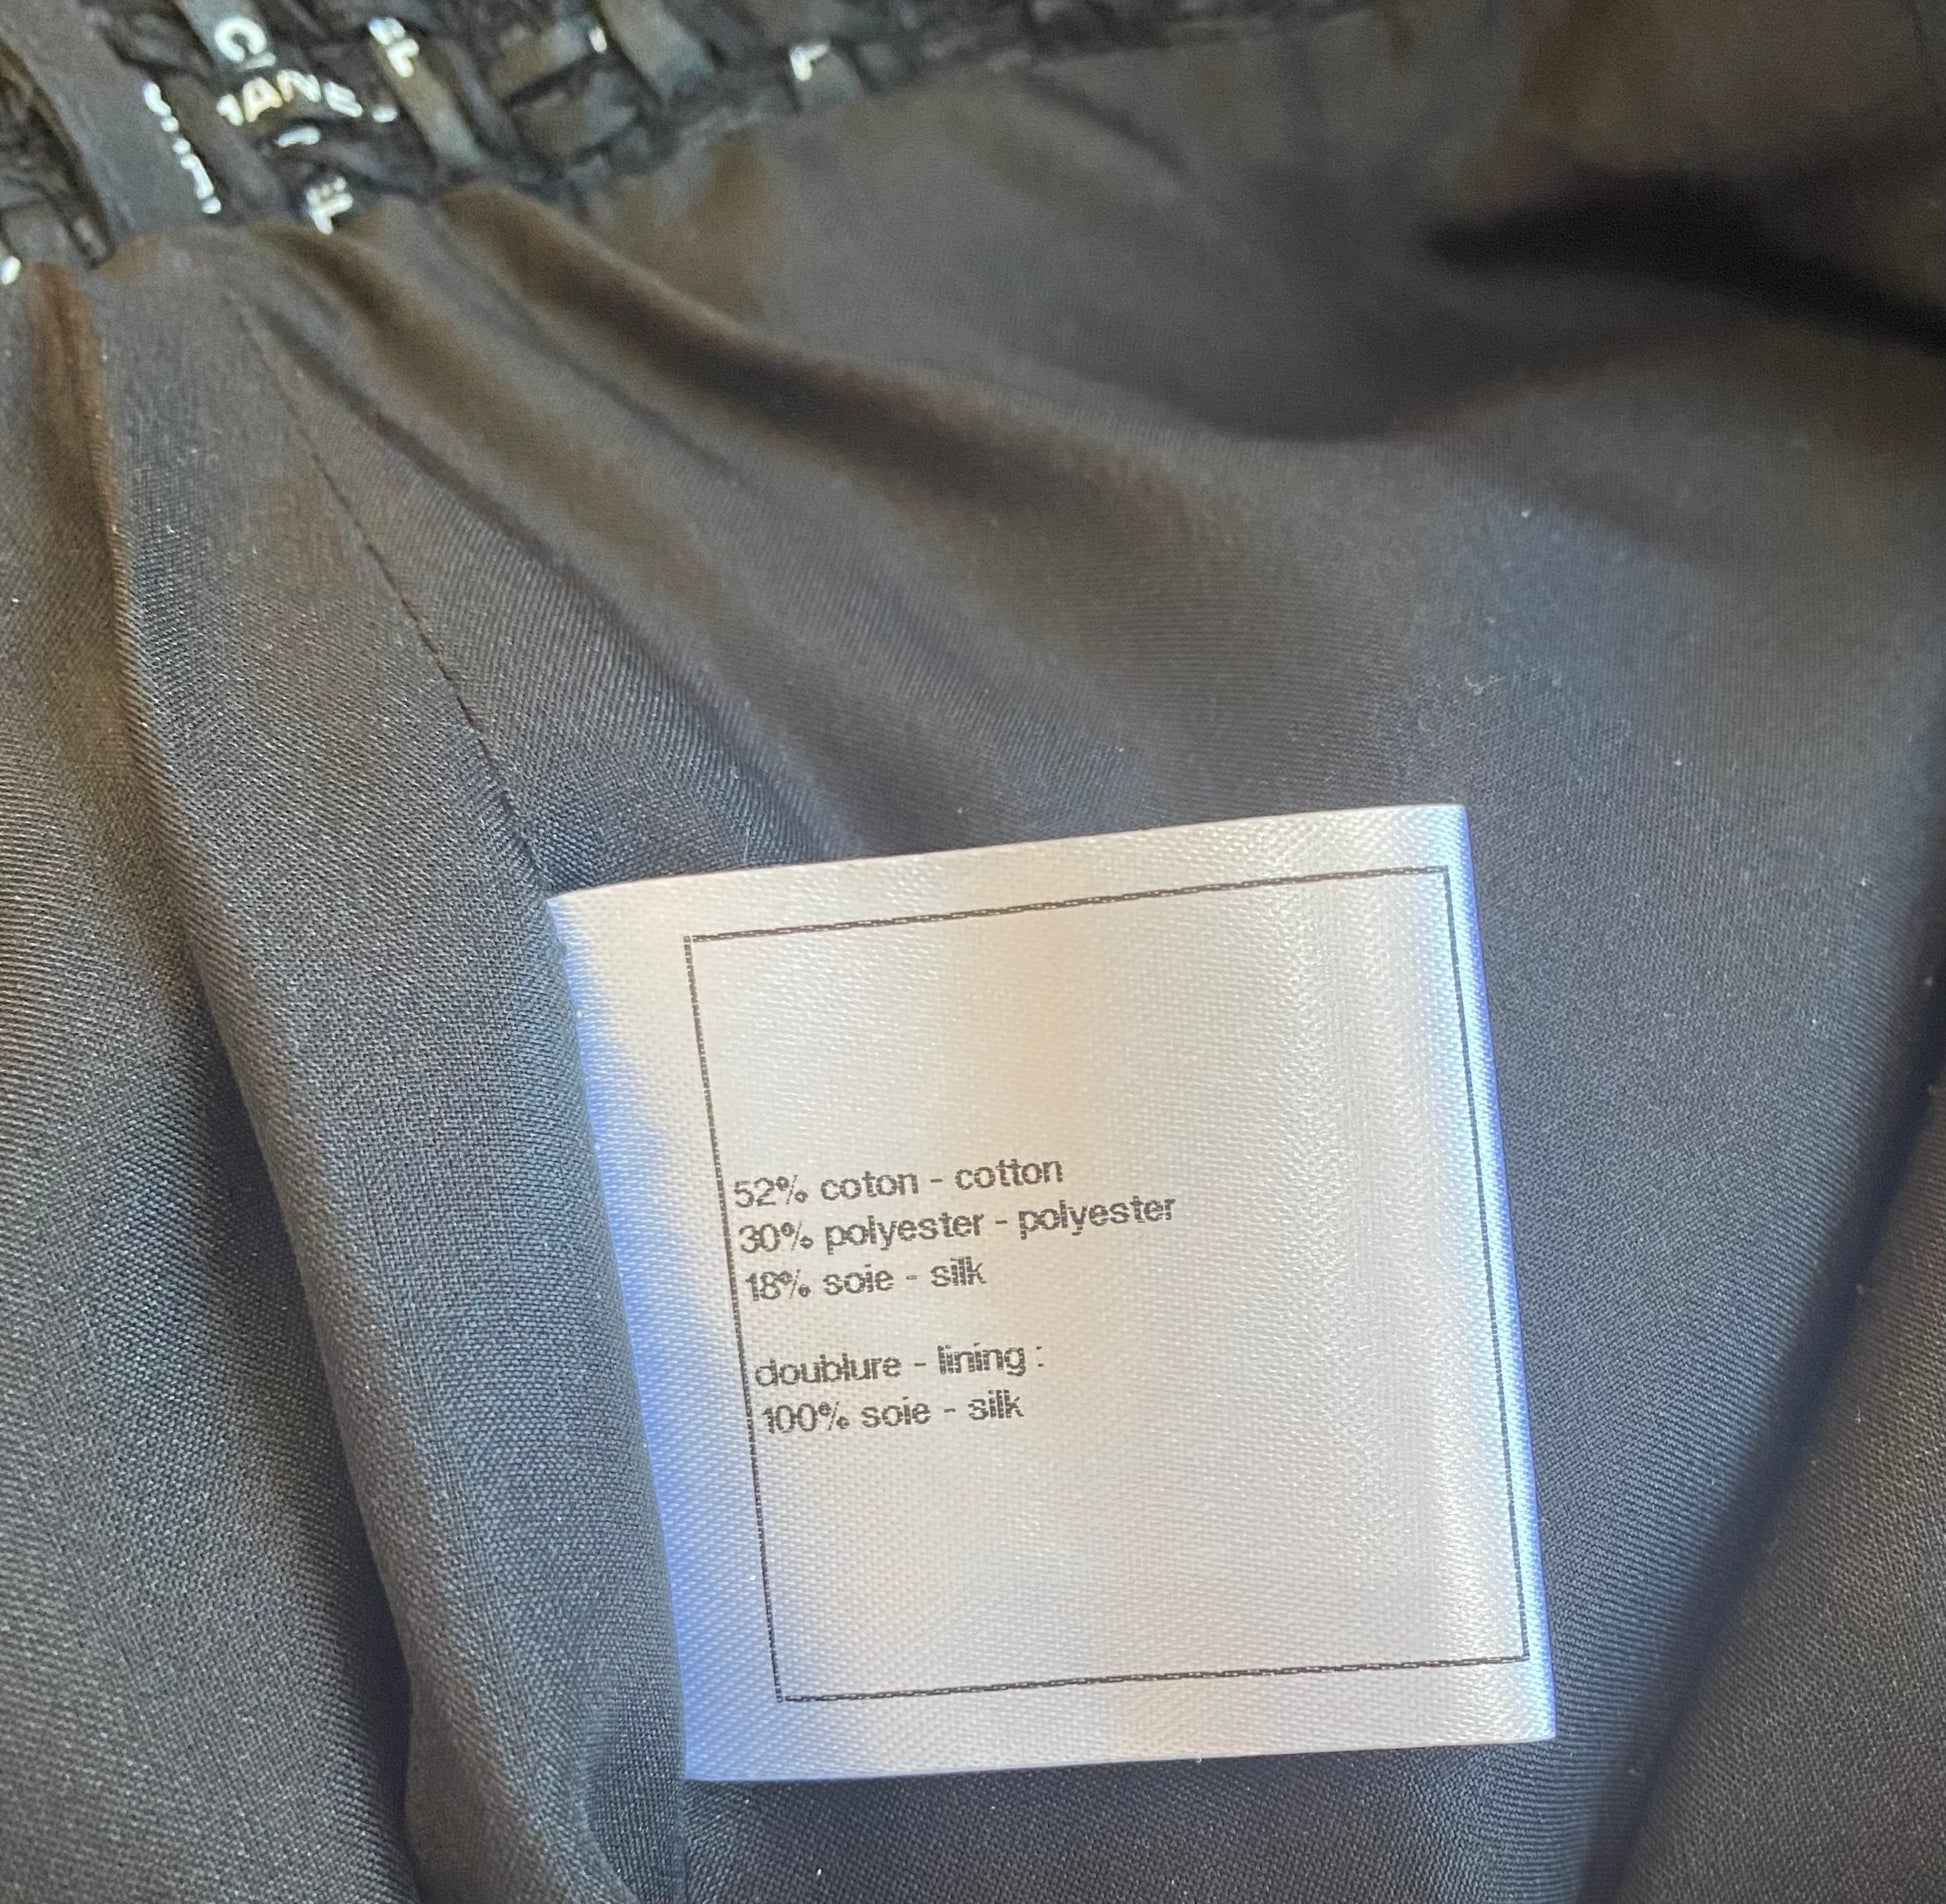 52% coton - cotton
30% polyester - polyester
18% soie - silk
doublure - lining :
100% soie - silk